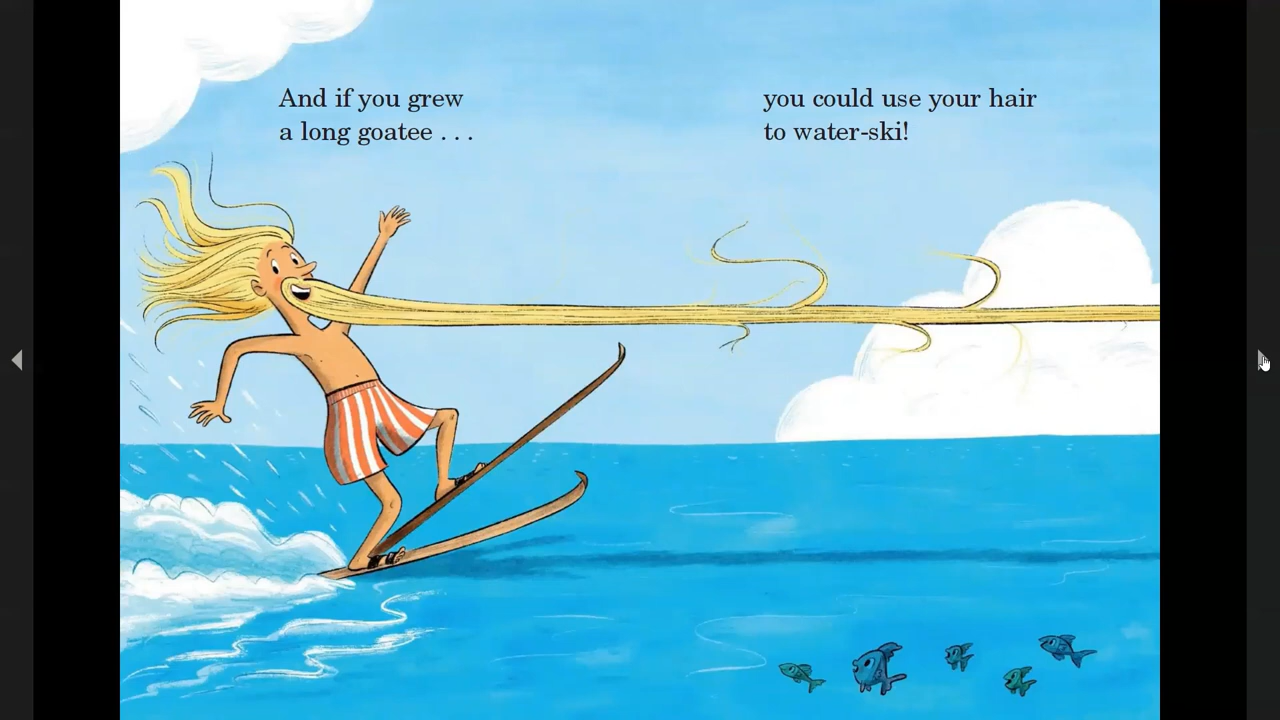 And if you grew
a long goatee . . .
you could use your hair
to water-ski!